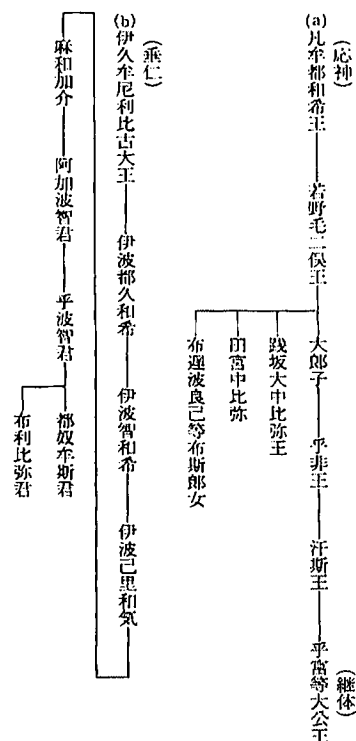 (応神)
(a)凡牟都和希王
若野毛二俣王
大郎子
乎非王
汙斯王
乎富等大公王
(継体)
践坂大中比弥王
田宮中比弥
布遅波良己等布斯郎女
(垂仁)
(b)伊久牟尼利比古大王
伊波都久和希
伊波智和希
伊波己里和気
麻和加介
阿加波智君
乎波智君
都奴牟斯君
布利比弥君